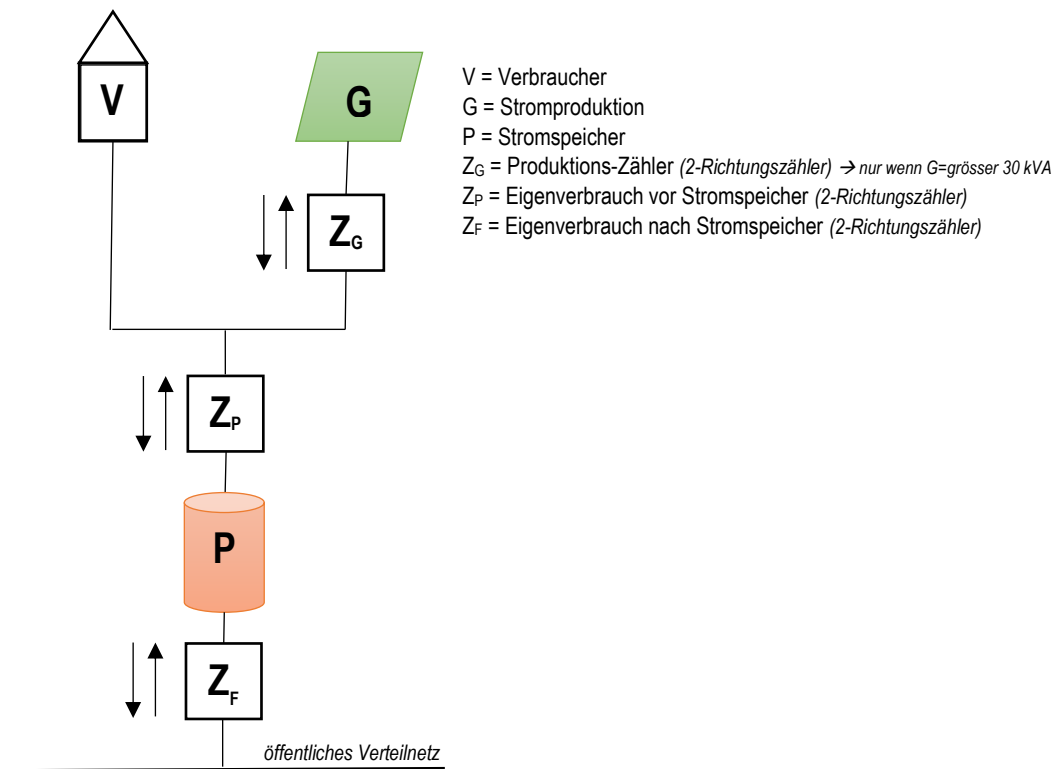 V
G
V = Verbraucher
G = Stromproduktion
P = Stromspeicher
ZG = Produktions-Zähler (2-Richtungszähler) → nur wenn G=grösser 30 kVA
ZP = Eigenverbrauch vor Stromspeicher (2-Richtungszähler)
ZF = Eigenverbrauch nach Stromspeicher (2-Richtungszähler)
ZG
ZP
P
ZF
öffentliches Verteilnetz